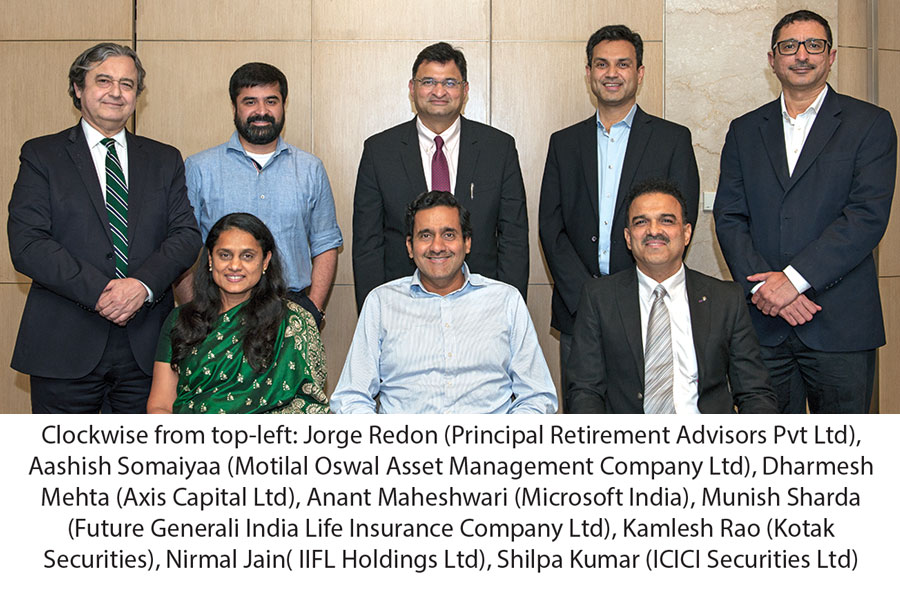 Clockwise from top-left: Jorge Redon (Principal Retirement Advisors Pvt Ltd),
Aashish Somaiyaa (Motilal Oswal Asset Management Company Ltd), Dharmesh
Mehta (Axis Capital Ltd), Anant Maheshwari (Microsoft India), Munish Sharda
(Future Generali India Life Insurance Company Ltd), Kamlesh Rao (Kotak
Securities), Nirmal Jain( IIFL Holdings Ltd), Shilpa Kumar (ICICI Securities Ltd)